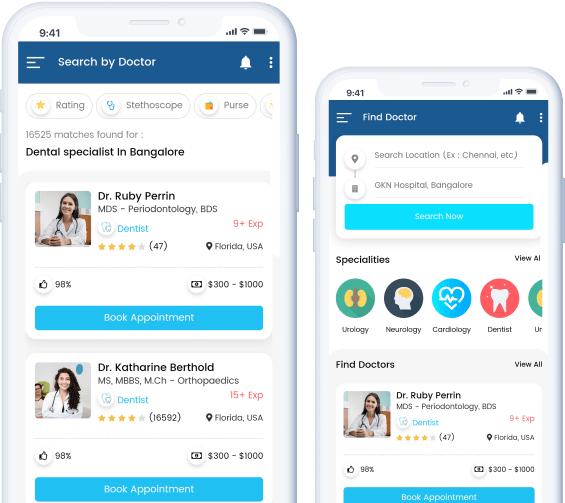 9:41
Search by Doctor
Rating
Stethoscope
Purse
16525 matches found for :
Dental specialist In Bangalore
Dr. Ruby Perrin
MDS - Periodontology, BDS
9+ Exp
Dentist
(47)
Florida, USA
98%
$300 - $1000
Book Appointment
Dr. Katharine Berthold
MS, MBBS, M.Ch - Orthopaedics
15+ Exp
Dentist
(16592)
Florida, USA
98%
$300 - $1000
Book Appointment
9:41
Find Doctor
Search Location (Ex : Chennai, etc)
GKN Hospital, Bangalore
Search Now
Specialities
View Al
Urology
Neurology
Cardiology
Dentist
Ur
Find Doctors
View All
Dr. Ruby Perrin
MDS - Periodontology, BDS
9+ Exp
Dentist
(47)
Florida, USA
98%
$300 - $1000
Book Appointment